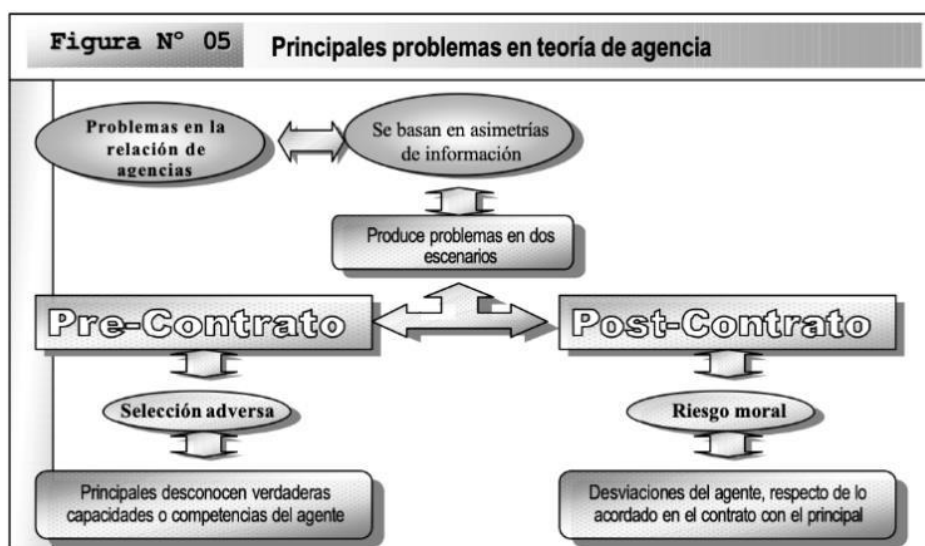 Figura N° 05
Principales problemas en teoría de agencia
Problemas en la
relación de
agencias
Se basan en asimetrías
de información
Produce problemas en dos
escenarios
Pre-Contrato
Post-Contrato
Selección adversa
Riesgo moral
Principales desconocen verdaderas
capacidades o competencias del agente
Desviaciones del agente, respecto de lo
acordado en el contrato con el principal